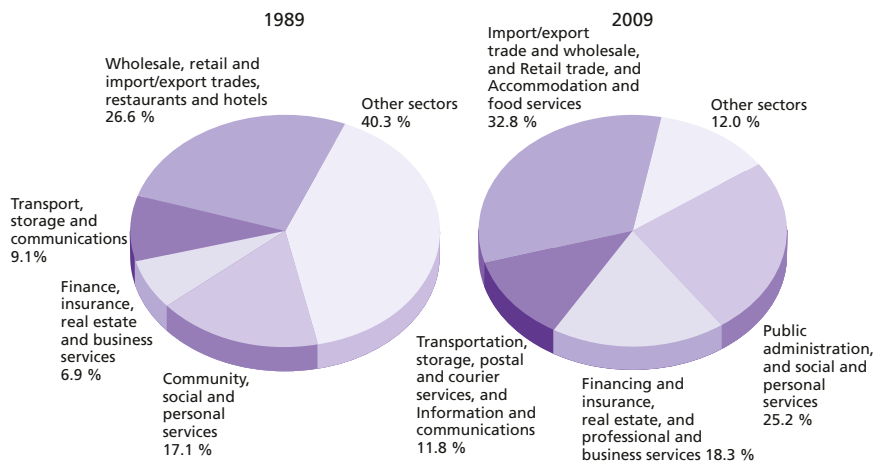 1989
Wholesale, retail and
import/export trades,
restaurants and hotels
26.6 %
Other sectors
40.3 %
Transport,
storage and
communications
9.1%
Finance,
insurance,
real estate
and business
services
6.9 %
Community,
social and
personal
services
17.1 %
2009
Import/export
trade and wholesale,
and Retail trade, and
Accommodation and
food services
32.8 %
Other sectors
12.0 %
Transportation,
storage, postal
and courier
services, and
Information and
communications
11.8 %
Financing and
insurance,
real estate, and
professional and
business services 18.3 %
Public
administration,
and social and
personal
services
25.2 %